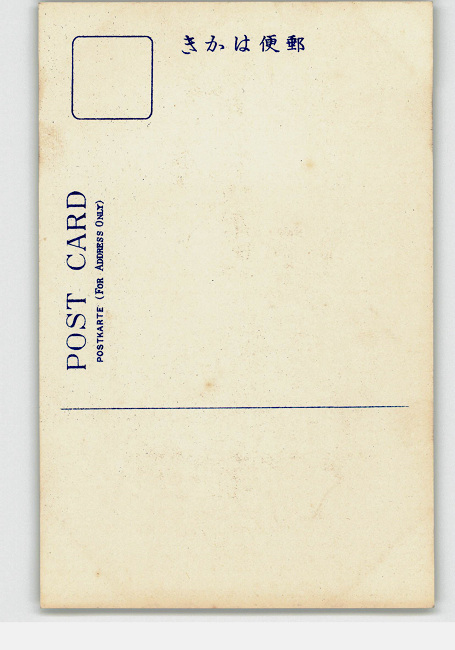 きかは便郵
POST CARD
POSTKARTE (FOR ADDRESS ONLY)